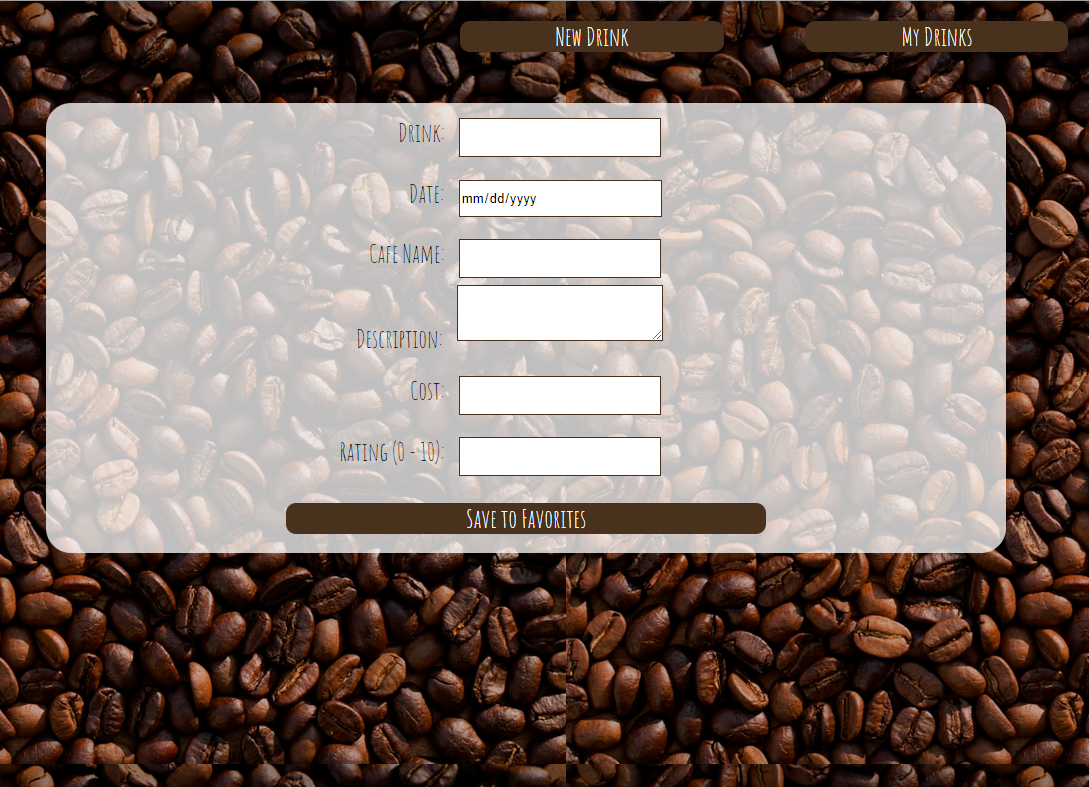 New Drink
My Drinks
Drink:
Date: mm/dd/yyyy
Cafe Name:
Description:
Cost:
Rating (0 - 10):
Save to Favorites